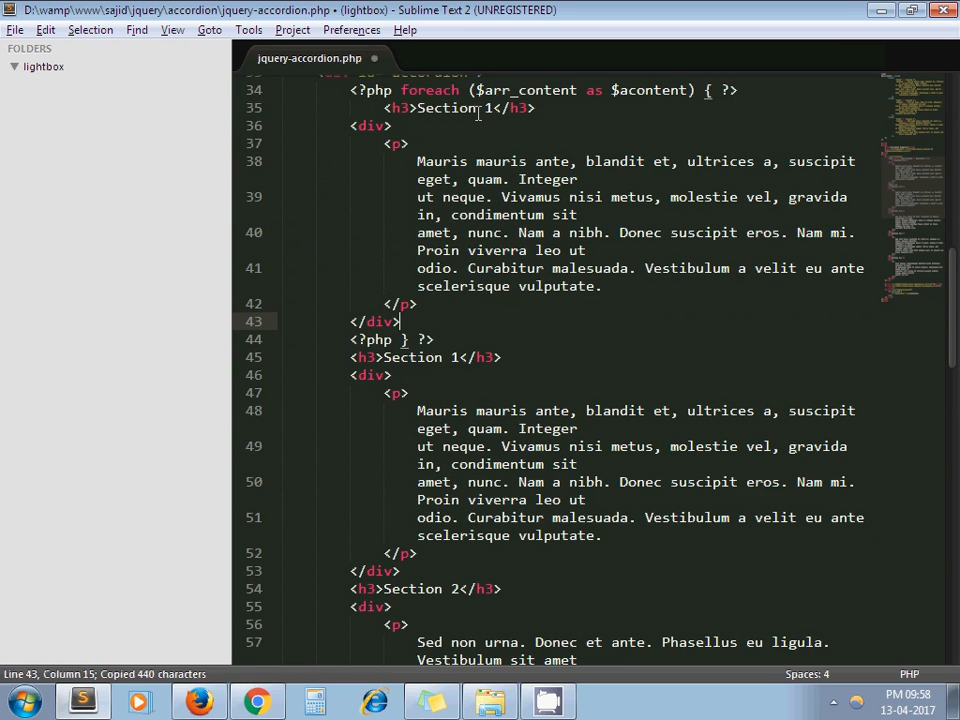 D:\wamp\www\sajid\jquery\accordion\jquery-accordion.php • (lightbox) - Sublime Text 2 (UNREGISTERED)
File Edit Selection Find View Goto Tools Project Preferences Help
FOLDERS
lightbox
jquery-accordion.php
34 <?php foreach ($arr_content as $acontent) { ?>
35 <h3>Section 1</h3>
36 <div>
37 <p>
38 Mauris mauris ante, blandit et, ultrices a, suscipit
eget, quam. Integer
39 ut neque. Vivamus nisi metus, molestie vel, gravida
in, condimentum sit
40 amet, nunc. Nam a nibh. Donec suscipit eros. Nam mi.
Proin viverra leo ut
41 odio. Curabitur malesuada. Vestibulum a velit eu ante
scelerisque vulputate.
42 </p>
43 </div>
44 <?php } ?>
45 <h3>Section 1</h3>
46 <div>
47 <p>
48 Mauris mauris ante, blandit et, ultrices a, suscipit
eget, quam. Integer
49 ut neque. Vivamus nisi metus, molestie vel, gravida
in, condimentum sit
50 amet, nunc. Nam a nibh. Donec suscipit eros. Nam mi.
Proin viverra leo ut
51 odio. Curabitur malesuada. Vestibulum a velit eu ante
scelerisque vulputate.
52 </p>
53 </div>
54 <h3>Section 2</h3>
55 <div>
56 <p>
57 Sed non urna. Donec et ante. Phasellus eu ligula.
Vestibulum sit amet
Line 43, Column 15; Copied 440 characters
Spaces: 4
PHP
PM 09:58
13-04-2017